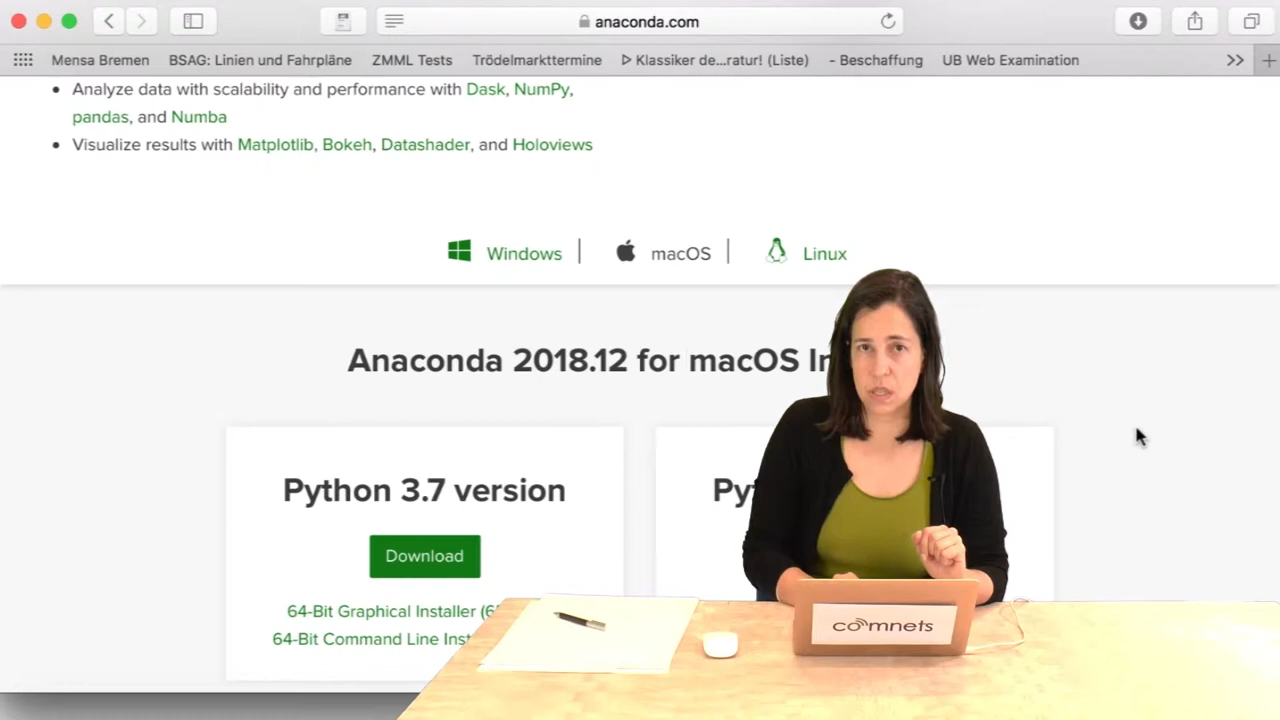 anaconda.com
Mensa Bremen BSAG: Linien und Fahrpläne ZMML Tests Trödelmarkttermine Klassiker de...ratur! (Liste) - Beschaffung UB Web Examination
Analyze data with scalability and performance with Dask, NumPy,
pandas, and Numba
Visualize results with Matplotlib, Bokeh, Datashader, and Holoviews
Windows | macOS | Linux
Anaconda 2018.12 for macOS In
Python 3.7 version
Py
Download
64-Bit Graphical Installer (6
64-Bit Command Line Inst
comnets